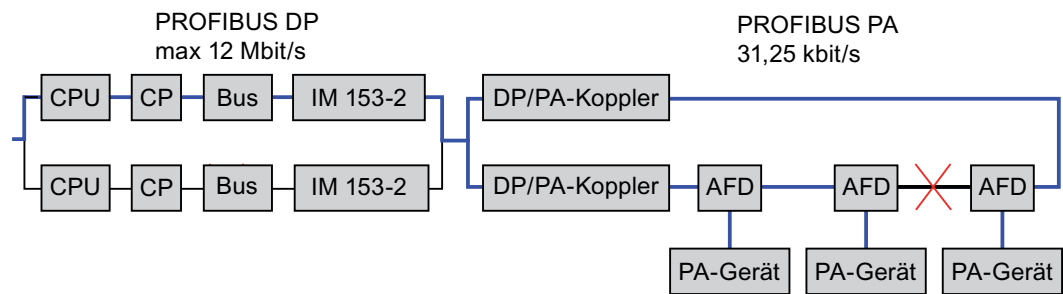 PROFIBUS DP
max 12 Mbit/s
PROFIBUS PA
31,25 kbit/s
CPU CP Bus IM 153-2 DP/PA-Koppler
CPU CP Bus IM 153-2 DP/PA-Koppler AFD AFD AFD
PA-Gerät PA-Gerät PA-Gerät